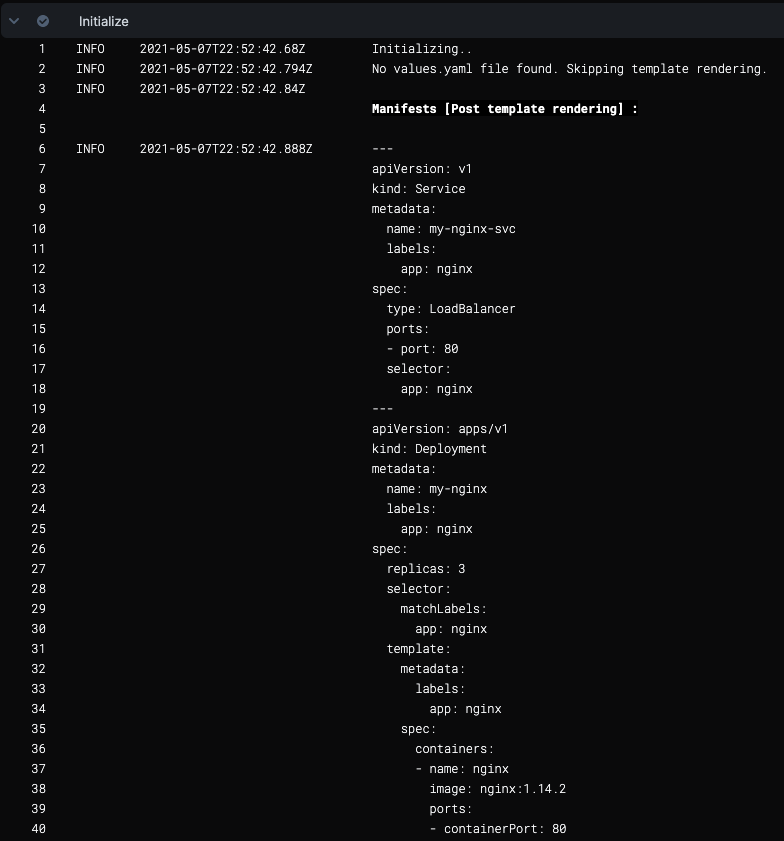 Initialize
1 INFO 2021-05-07T22:52:42.68Z Initializing..
2 INFO 2021-05-07T22:52:42.794Z No values.yaml file found. Skipping template rendering.
3 INFO 2021-05-07T22:52:42.84Z
4 Manifests [Post template rendering] :
5
6 INFO 2021-05-07T22:52:42.888Z ---
7 apiVersion: v1
8 kind: Service
9 metadata:
10   name: my-nginx-svc
11   labels:
12     app: nginx
13 spec:
14   type: LoadBalancer
15   ports:
16   - port: 80
17   selector:
18     app: nginx
19 ---
20 apiVersion: apps/v1
21 kind: Deployment
22 metadata:
23   name: my-nginx
24   labels:
25     app: nginx
26 spec:
27   replicas: 3
28   selector:
29     matchLabels:
30       app: nginx
31   template:
32     metadata:
33       labels:
34         app: nginx
35     spec:
36       containers:
37       - name: nginx
38         image: nginx:1.14.2
39         ports:
40         - containerPort: 80